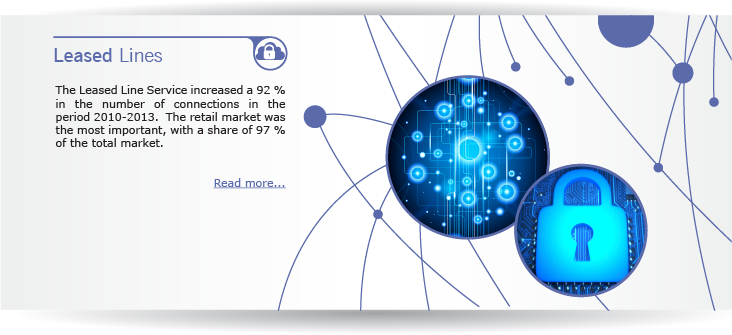 Leased Lines
The Leased Line Service increased a 92 %
in the number of connections in the
period 2010-2013. The retail market was
the most important, with a share of 97 %
of the total market.
Read more...